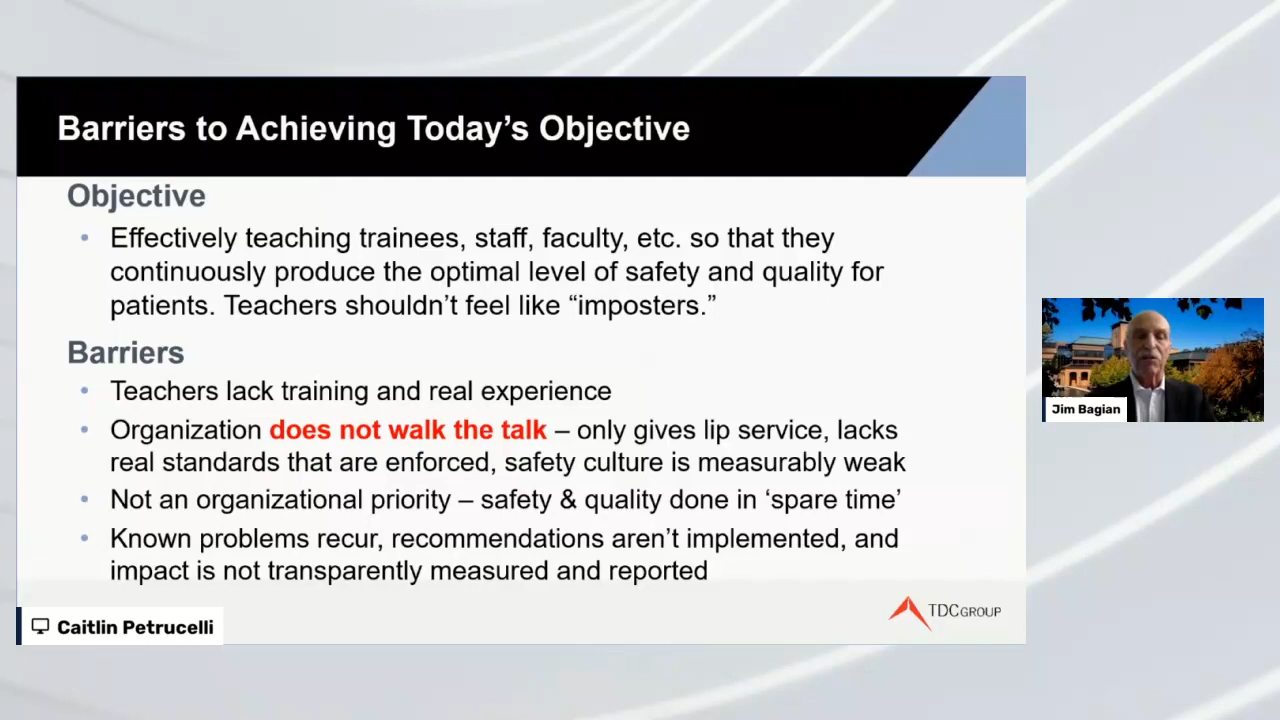 Barriers to Achieving Today's Objective
Objective
• Effectively teaching trainees, staff, faculty, etc. so that they
continuously produce the optimal level of safety and quality for
patients. Teachers shouldn't feel like “imposters.”
Barriers
• Teachers lack training and real experience
• Organization does not walk the talk – only gives lip service, lacks
real standards that are enforced, safety culture is measurably weak
• Not an organizational priority – safety & quality done in ‘spare time’
• Known problems recur, recommendations aren't implemented, and
impact is not transparently measured and reported
TDCGROUP
Caitlin Petrucelli
Jim Bagian